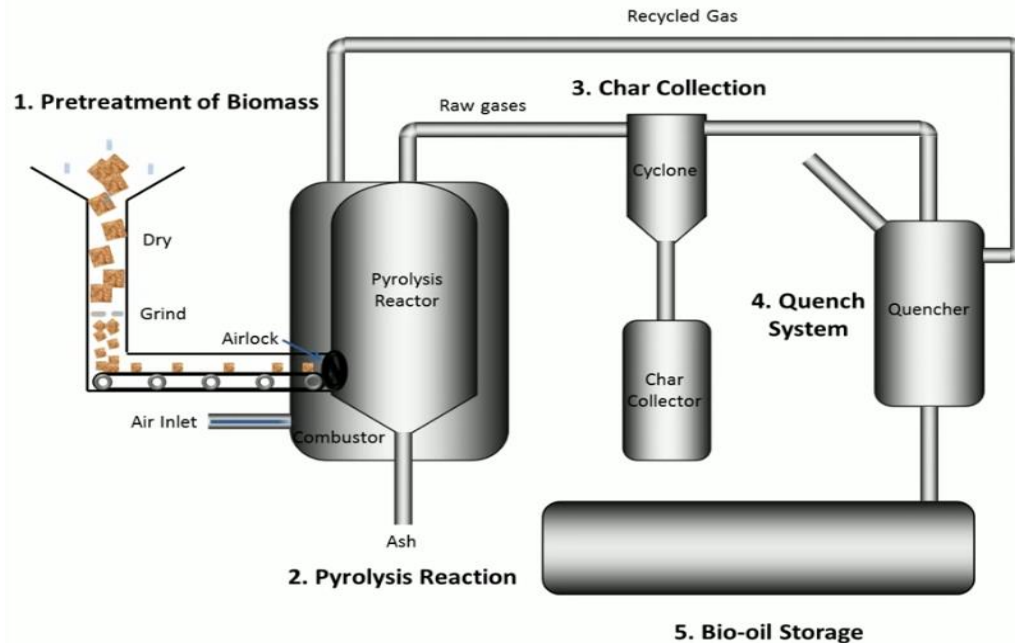 Recycled Gas
1. Pretreatment of Biomass
3. Char Collection
Raw gases
Cyclone
Dry
Pyrolysis
Reactor
4. Quench
System
Quencher
Grind
Airlock
Char
Collector
Air Inlet
Combustor
Ash
2. Pyrolysis Reaction
5. Bio-oil Storage